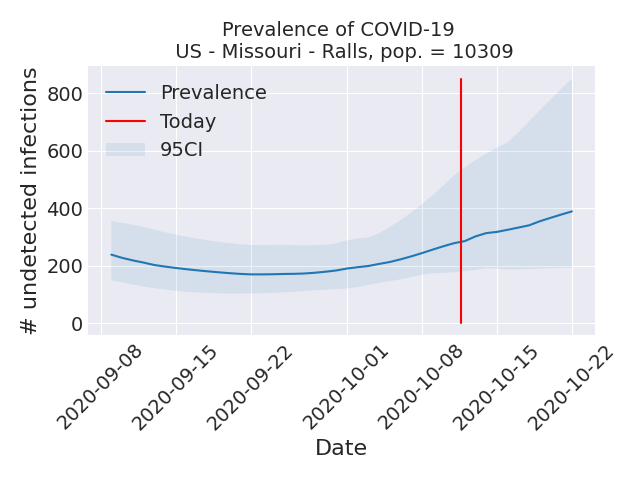 Prevalence of COVID-19
US - Missouri - Ralls, pop. = 10309
# undetected infections
800
600
400
200
0
Prevalence
Today
95CI
2020-09-08
2020-09-15
2020-09-22
2020-10-01
2020-10-08
2020-10-15
2020-10-22
Date